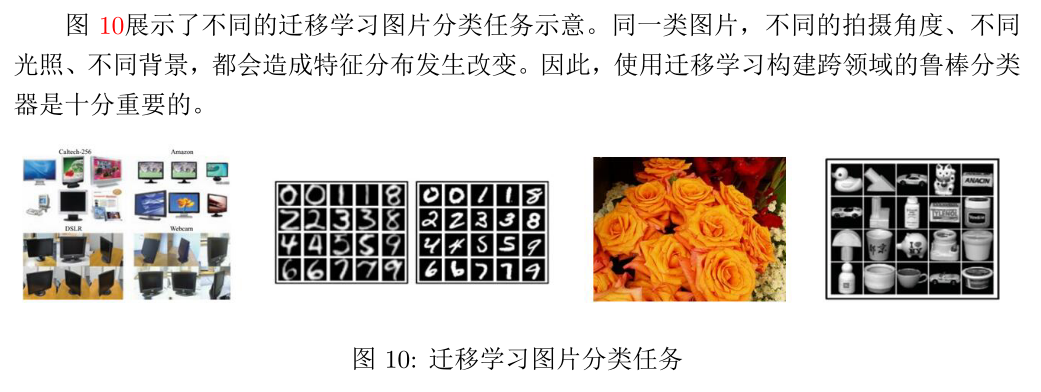 图 10展示了不同的迁移学习图片分类任务示意。同一类图片，不同的拍摄角度、不同
光照、不同背景，都会造成特征分布发生改变。因此，使用迁移学习构建跨领域的鲁棒分类
器是十分重要的。
Caltech-256 Amazon
DSLR Webcam
0 0 1 1 8
2 2 3 3 8
4 4 5 5 9
6 6 7 7 9
0 0 1 1 8
2 2 3 3 8
4 4 5 5 9
6 6 7 7 9
ANACIN
TYLENOL
图 10: 迁移学习图片分类任务